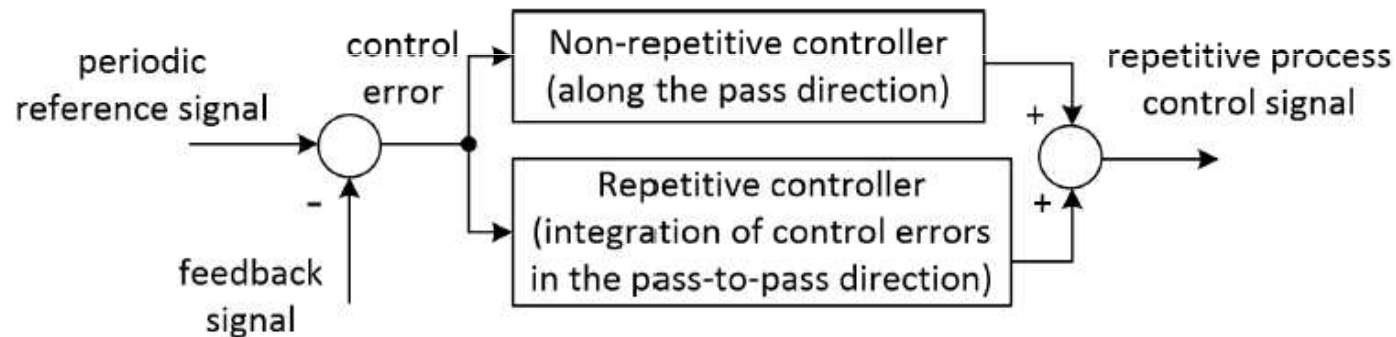 periodic
reference signal
control
error
Non-repetitive controller
(along the pass direction)
repetitive process
control signal
+
-
feedback
signal
Repetitive controller
(integration of control errors
in the pass-to-pass direction)
+